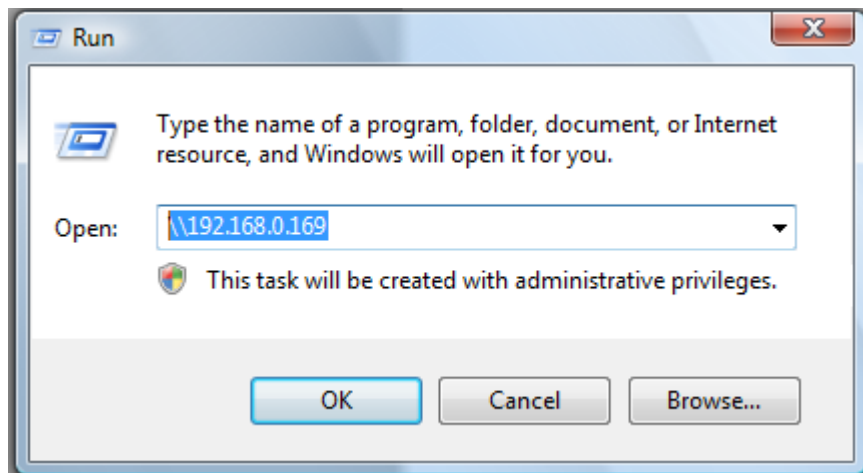 Run
Type the name of a program, folder, document, or Internet
resource, and Windows will open it for you.
Open: \\192.168.0.169
This task will be created with administrative privileges.
OK Cancel Browse...